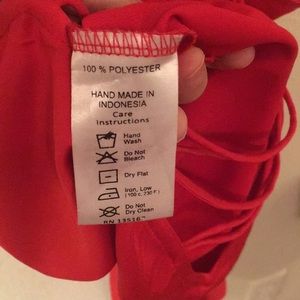 100 % POLYESTER
HAND MADE IN
INDONESIA
Care
Instructions
Hand
Wash
Do Not
Bleach
Dry Flat
Iron, Low
Do Not
Dry Clean